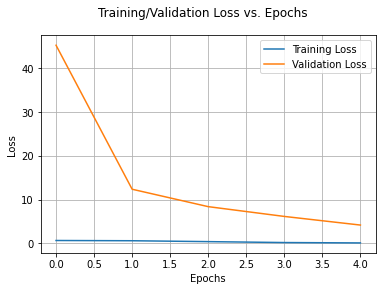 Training/Validation Loss vs. Epochs
Training Loss
Validation Loss
40
30
20
10
0
Loss
0.0 0.5 1.0 1.5 2.0 2.5 3.0 3.5 4.0
Epochs